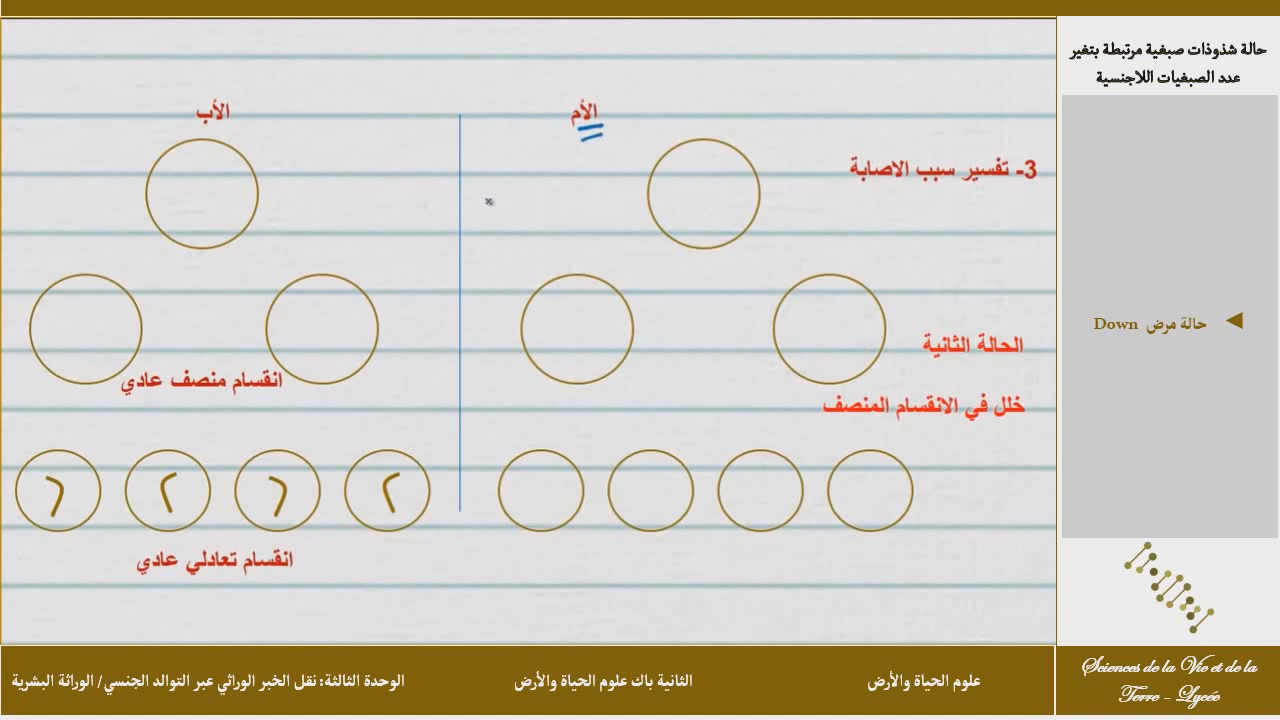 حالة شذوذات صبغية مرتبطة بتغير
عدد الصبغيات اللاجنسية
◄ حالة مرض Down
الأم
الأب
3- تفسير سبب الاصابة
الحالة الثانية
خلل في الانقسام المنصف
انقسام منصف عادي
انقسام تعادلي عادي
علوم الحياة والأرض
الثانية باك علوم الحياة والأرض
الوحدة الثالثة: نقل الخبر الوراثي عبر التوالد الجنسي/ الوراثة البشرية
Sciences de la Vie et de la
Terre – Lycée